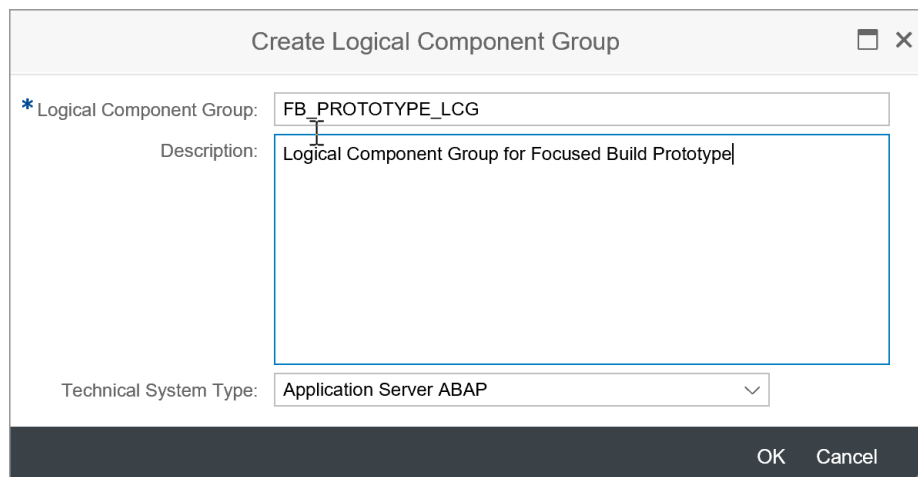 Create Logical Component Group
* Logical Component Group: FB_PROTOTYPE_LCG
Description: Logical Component Group for Focused Build Prototype
Technical System Type: Application Server ABAP
OK Cancel